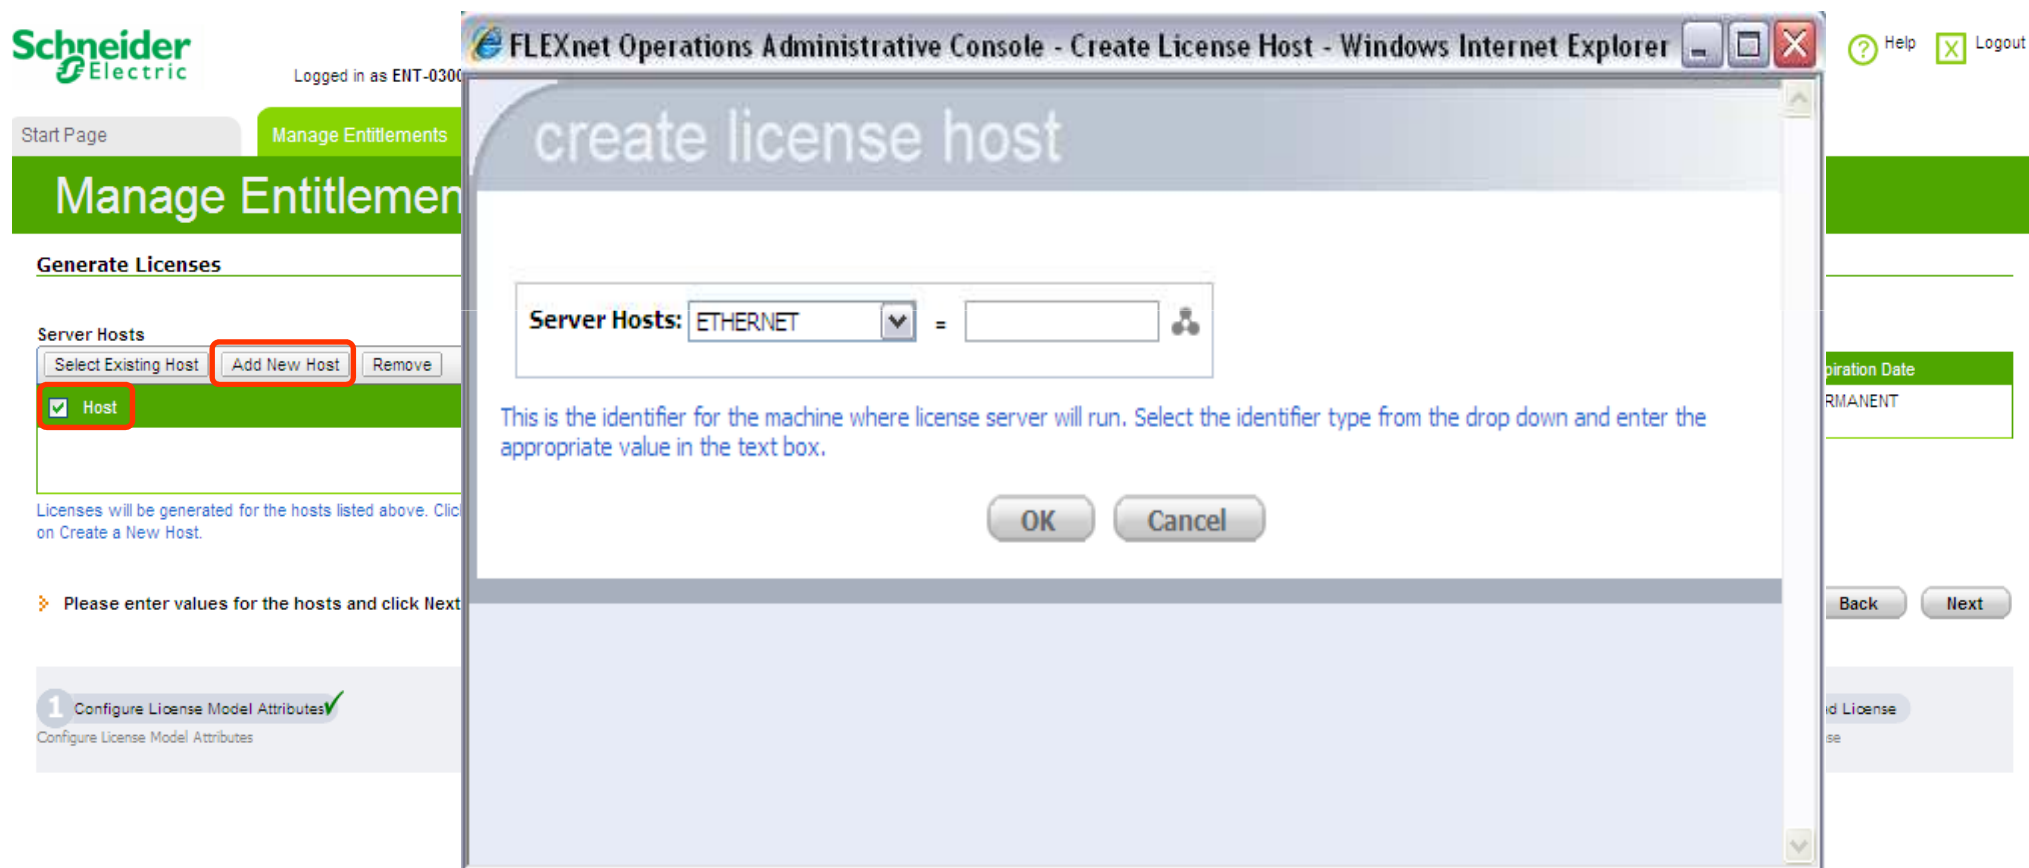 Schneider
Electric
Logged in as ENT-0300
FLEXnet Operations Administrative Console - Create License Host - Windows Internet Explorer
? Help
X Logout
Start Page
Manage Entitlements
create license host
Manage Entitlemen
Generate Licenses
Server Hosts: ETHERNET =
Server Hosts
Select Existing Host
Add New Host
Remove
piration Date
Host
RMANENT
This is the identifier for the machine where license server will run. Select the identifier type from the drop down and enter the
appropriate value in the text box.
Licenses will be generated for the hosts listed above. Clic
on Create a New Host.
OK
Cancel
Please enter values for the hosts and click Next
Back
Next
1 Configure License Model Attributes
Configure License Model Attributes
d License
se